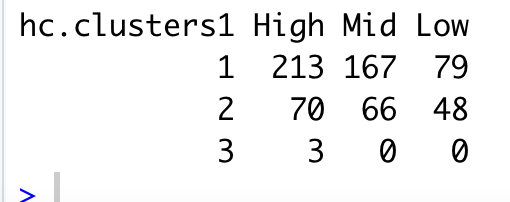 hc.clusters1 High Mid Low
1 213 167 79
2 70 66 48
3 3 0 0
>